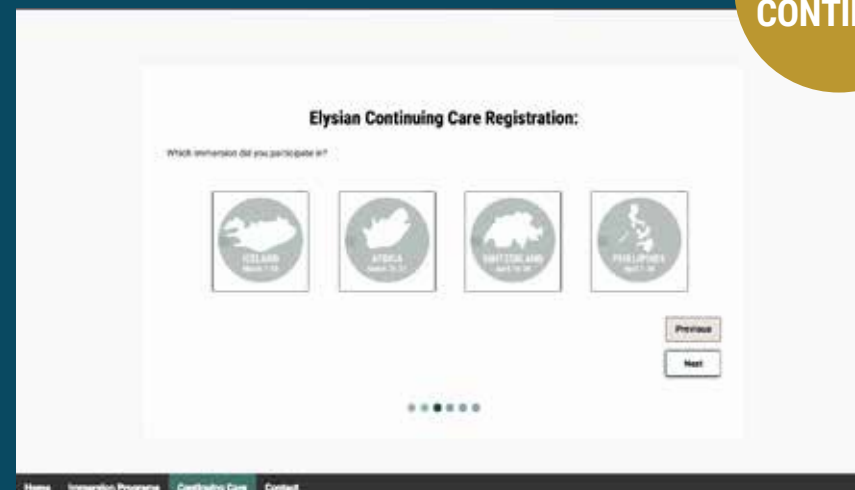 CONTI
Elysian Continuing Care Registration:
Which immersion did you participate in?
ICELAND
AFRICA
SWITZERLAND
PHILIPINES
Previous
Next
Home Immersion Programs Continuing Care Contact